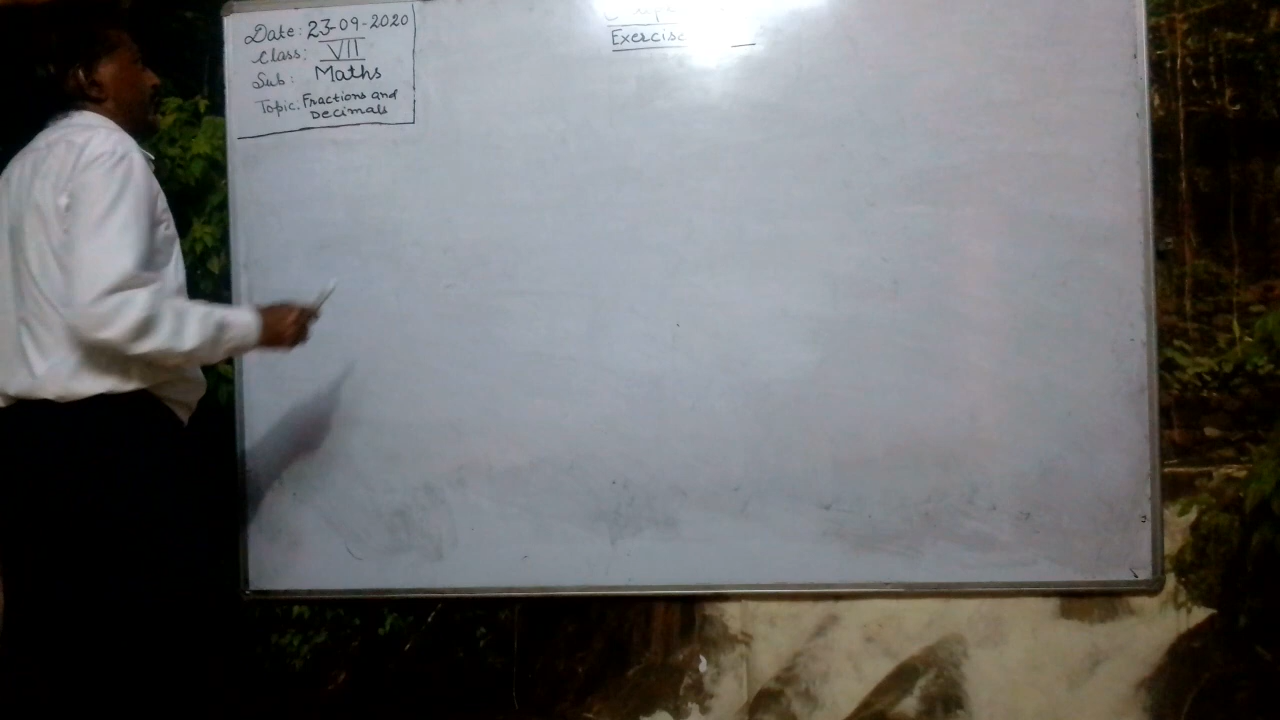 Date: 23-09-2020
Class: VII
Sub: Maths
Topic: Fractions and
Decimals
Exercise